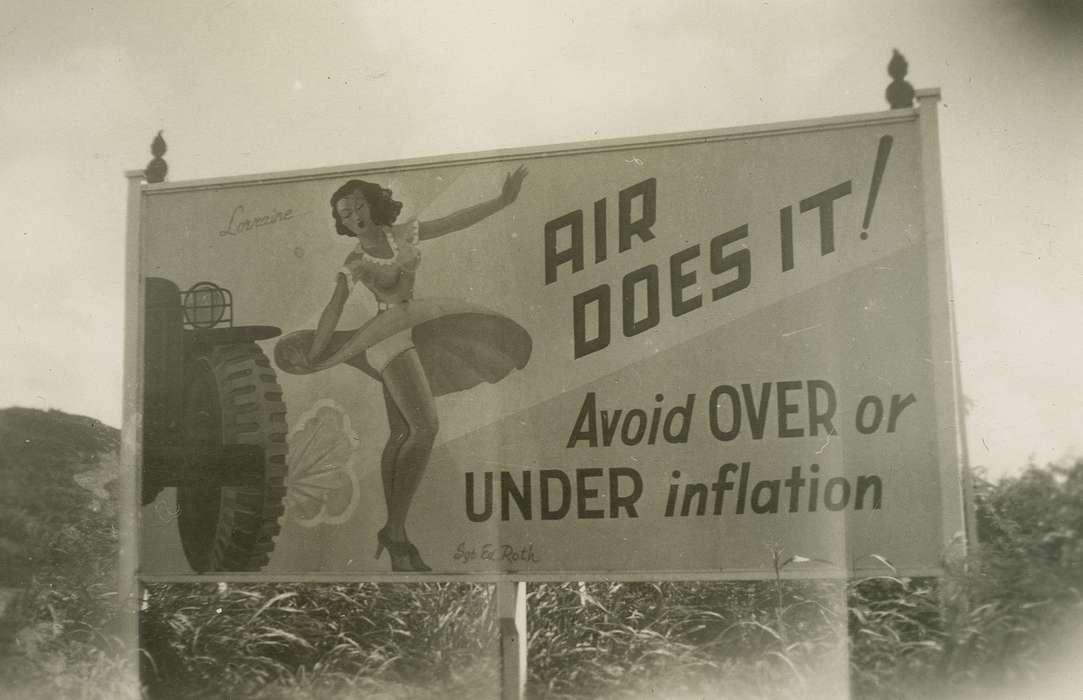 Lorraine
AIR
DOES IT!
Avoid OVER or
UNDER inflation
Sgt Ed Roth